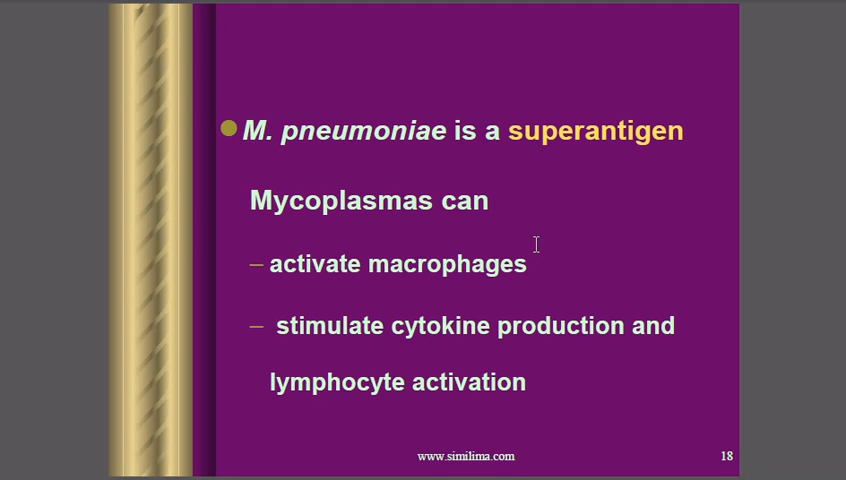 M. pneumoniae is a superantigen
Mycoplasmas can
– activate macrophages
– stimulate cytokine production and
lymphocyte activation
www.similima.com
18